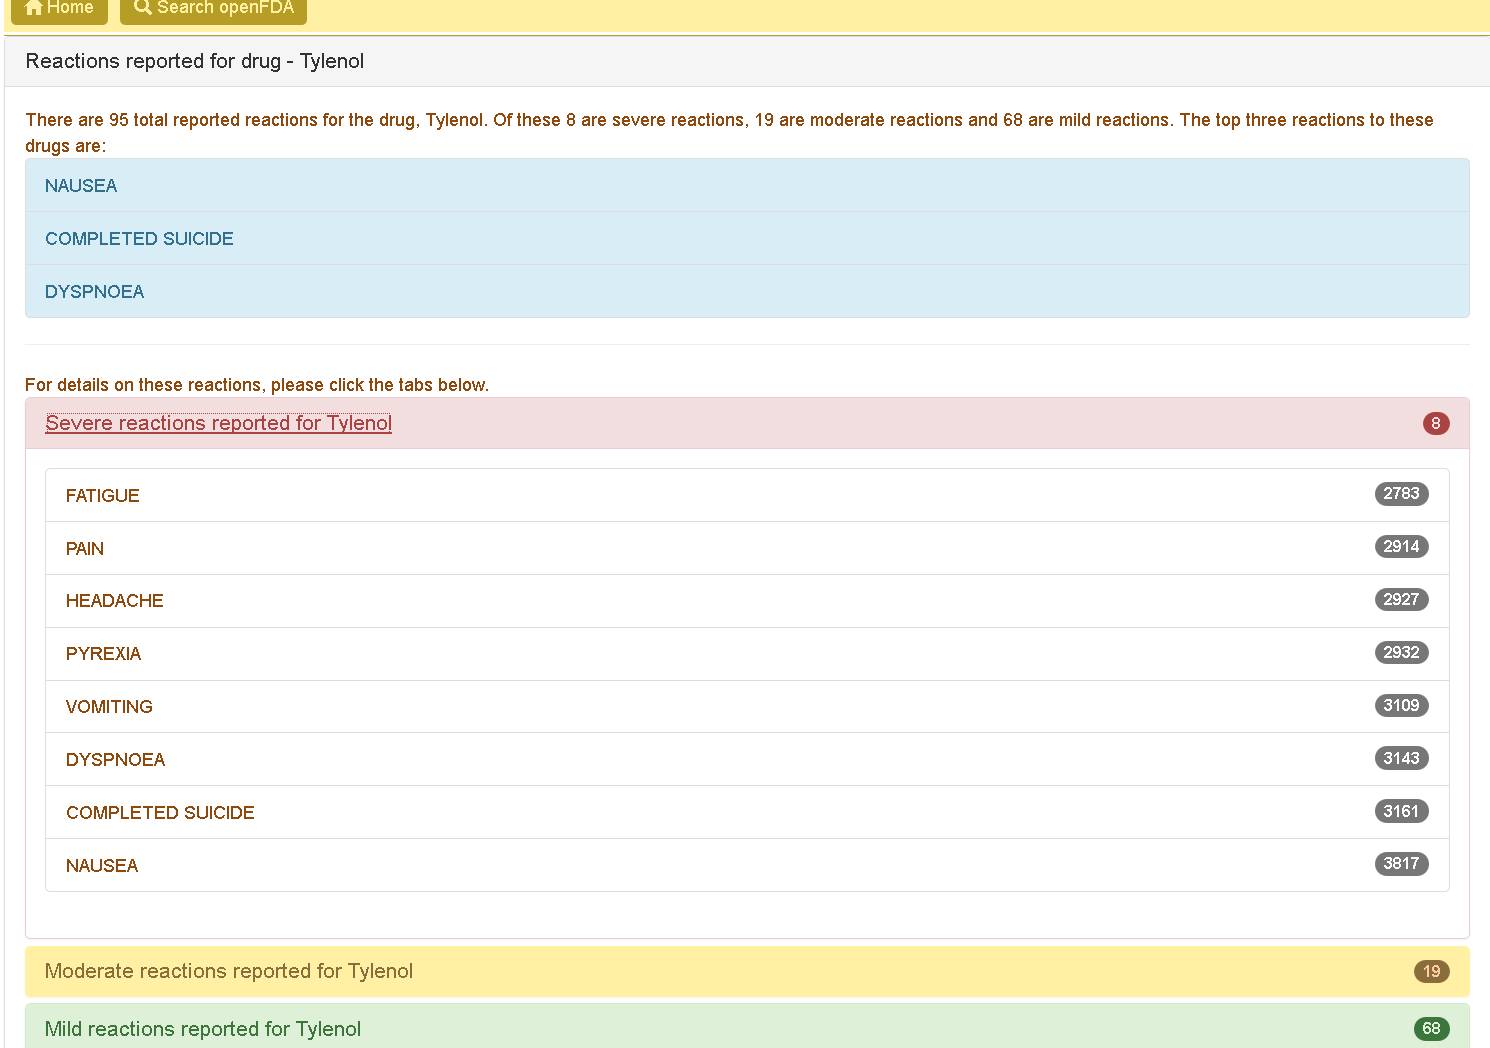 Home Search openFDA
Reactions reported for drug - Tylenol
There are 95 total reported reactions for the drug, Tylenol. Of these 8 are severe reactions, 19 are moderate reactions and 68 are mild reactions. The top three reactions to these
drugs are:
NAUSEA
COMPLETED SUICIDE
DYSPNOEA
For details on these reactions, please click the tabs below.
Severe reactions reported for Tylenol 8
FATIGUE 2783
PAIN 2914
HEADACHE 2927
PYREXIA 2932
VOMITING 3109
DYSPNOEA 3143
COMPLETED SUICIDE 3161
NAUSEA 3817
Moderate reactions reported for Tylenol 19
Mild reactions reported for Tylenol 68